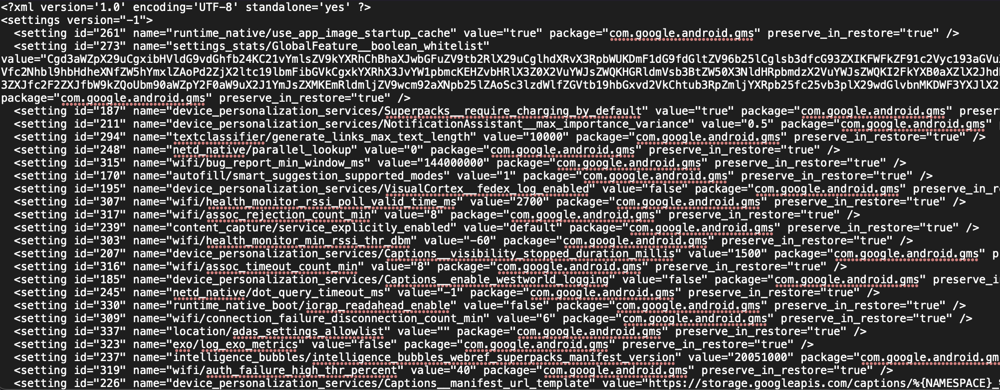 <?xml version='1.0' encoding='UTF-8' standalone='yes' ?>
<settings version="-1">
<setting id="261" name="runtime_native/use_app_image_startup_cache" value="true" package="com.google.android.gms" preserve_in_restore="true" />
<setting id="273" name="settings_stats/GlobalFeature__boolean_whitelist"
value="Cgd3aWZpX29uCgxibHVldG9vdGhfb24KC21vYmlsZV9kYXRhChBhaXJwbGFuZV9tb2RlX29uCglhdXRvX3RpbWUKDmF1dG9fdGltZV96b25lCglsb3dfcG93ZXIKFWFkZF91c2Vyc193aGVu
Vfc2Nhbl9hbHdheXNfZW5hYmxlZAoPd2ZjX2ltc19lbmFibGVkCgxkYXRhX3JvYW1pbmcKEHZvbHRlX3Z0X2VuYWJsZWQKHGRldmVsb3BtZW50X3NldHRpbmdzX2VuYWJsZWQKI2FkYXB0aXZlX2Jhd
3ZXJfc2F2ZXJfbW9kZQoUbm90aWZpY2F0aW9uX2J1YmJsZXMKEmRldmljZV9wcm92aXNpb25lZAoSc3lzdWlfZGVtb19hbGxvd2VkChtub3RpZmljYXRpb25fc25vb3plX29wdGlvbnMKDWF3YXJlX2
package="com.google.android.gms" preserve_in_restore="true" />
<setting id="187" name="device_personalization_services/Superpacks__require_charging_by_default" value="true" package="com.google.android.gms" preser
<setting id="211" name="device_personalization_services/NotificationAssistant__max_importance_variance" value="0.5" package="com.google.android.gms"
<setting id="294" name="textclassifier/generate_links_max_text_length" value="10000" package="com.google.android.gms" preserve_in_restore="true" />
<setting id="248" name="netd_native/parallel_lookup" value="0" package="com.google.android.gms" preserve_in_restore="true" />
<setting id="315" name="wifi/bug_report_min_window_ms" value="144000000" package="com.google.android.gms" preserve_in_restore="true" />
<setting id="170" name="autofill/smart_suggestion_supported_modes" value="1" package="com.google.android.gms" preserve_in_restore="true" />
<setting id="195" name="device_personalization_services/VisualCortex__fedex_log_enabled" value="false" package="com.google.android.gms" preserve_in_re
<setting id="307" name="wifi/health_monitor_rssi_poll_valid_time_ms" value="2700" package="com.google.android.gms" preserve_in_restore="true" />
<setting id="317" name="wifi/assoc_rejection_count_min" value="8" package="com.google.android.gms" preserve_in_restore="true" />
<setting id="239" name="content_capture/service_explicitly_enabled" value="default" package="com.google.android.gms" preserve_in_restore="true" />
<setting id="303" name="wifi/health_monitor_min_rssi_thr_dbm" value="-60" package="com.google.android.gms" preserve_in_restore="true" />
<setting id="207" name="device_personalization_services/Captions__visibility_stopped_duration_millis" value="1500" package="com.google.android.gms" p
<setting id="316" name="wifi/assoc_timeout_count_min" value="8" package="com.google.android.gms" preserve_in_restore="true" />
<setting id="185" name="device_personalization_services/Captions__enable_westworld_logging" value="false" package="com.google.android.gms" preserve_i
<setting id="245" name="netd_native/dot_query_timeout_ms" value="-1" package="com.google.android.gms" preserve_in_restore="true" />
<setting id="330" name="runtime_native_boot/iorap_readahead_enable" value="false" package="com.google.android.gms" preserve_in_restore="true" />
<setting id="309" name="wifi/connection_failure_disconnection_count_min" value="6" package="com.google.android.gms" preserve_in_restore="true" />
<setting id="337" name="location/adas_settings_allowlist" value="" package="com.google.android.gms" preserve_in_restore="true" />
<setting id="323" name="exo/log_exo_metrics" value="false" package="com.google.android.gms" preserve_in_restore="true" />
<setting id="237" name="intelligence_bubbles/intelligence_bubbles_webref_superpacks_manifest_version" value="20051000" package="com.google.android.gm
<setting id="319" name="wifi/auth_failure_high_thr_percent" value="40" package="com.google.android.gms" preserve_in_restore="true" />
<setting id="226" name="device_personalization_services/Captions__manifest_url_template" value="https://storage.googleapis.com/captions/%{NAMESPACE}_